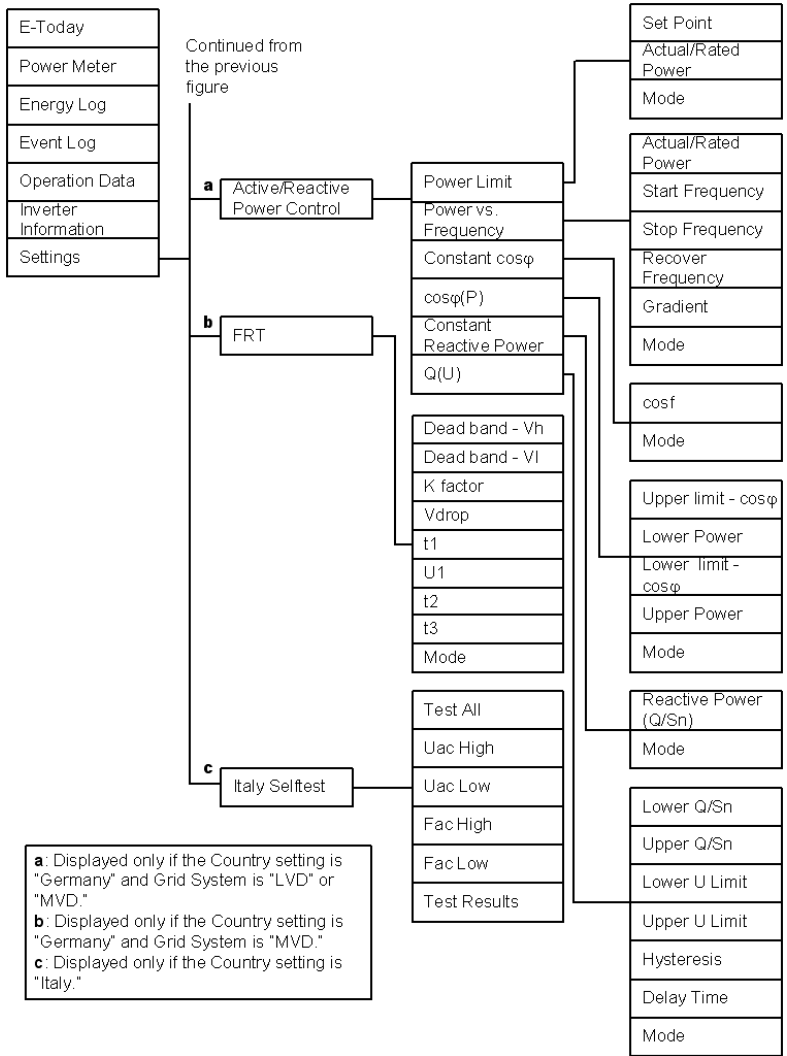 E-Today
Power Meter
Energy Log
Event Log
Operation Data
Inverter
Information
Settings
Continued from
the previous
figure
a
Active/Reactive
Power Control
b
FRT
c
Italy Selftest
Power Limit
Power vs.
Frequency
Constant cosφ
cosφ(P)
Constant
Reactive Power
Q(U)
Dead band - Vh
Dead band - Vl
K factor
Vdrop
t1
U1
t2
t3
Mode
Test All
Uac High
Uac Low
Fac High
Fac Low
Test Results
Set Point
Actual/Rated
Power
Mode
Actual/Rated
Power
Start Frequency
Stop Frequency
Recover
Frequency
Gradient
Mode
cosf
Mode
Upper limit - cosφ
Lower Power
Lower limit -
cosφ
Upper Power
Mode
Reactive Power
(Q/Sn)
Mode
Lower Q/Sn
Upper Q/Sn
Lower U Limit
Upper U Limit
Hysteresis
Delay Time
Mode
a: Displayed only if the Country setting is
"Germany" and Grid System is "LVD" or
"MVD."
b: Displayed only if the Country setting is
"Germany" and Grid System is "MVD."
c: Displayed only if the Country setting is
"Italy."